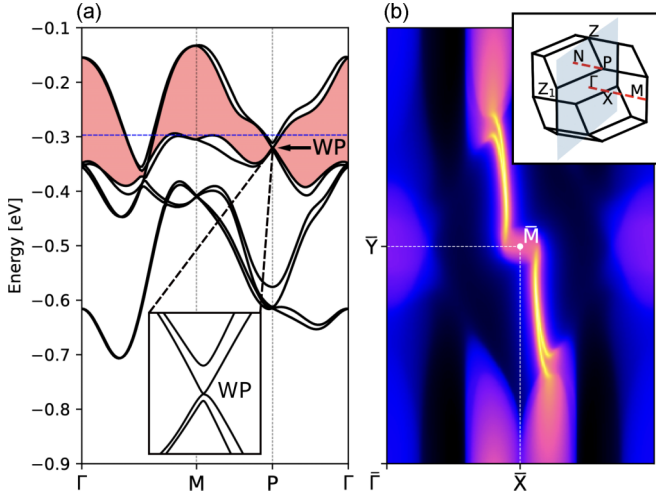 (a)
(b)
Energy [eV]
−0.1
−0.2
−0.3
−0.4
−0.5
−0.6
−0.7
−0.8
−0.9
WP
WP
Γ
M
P
Γ
Z
N
P
Γ
Z₁
X
M
M̅
Y̅
Γ̅
X̅